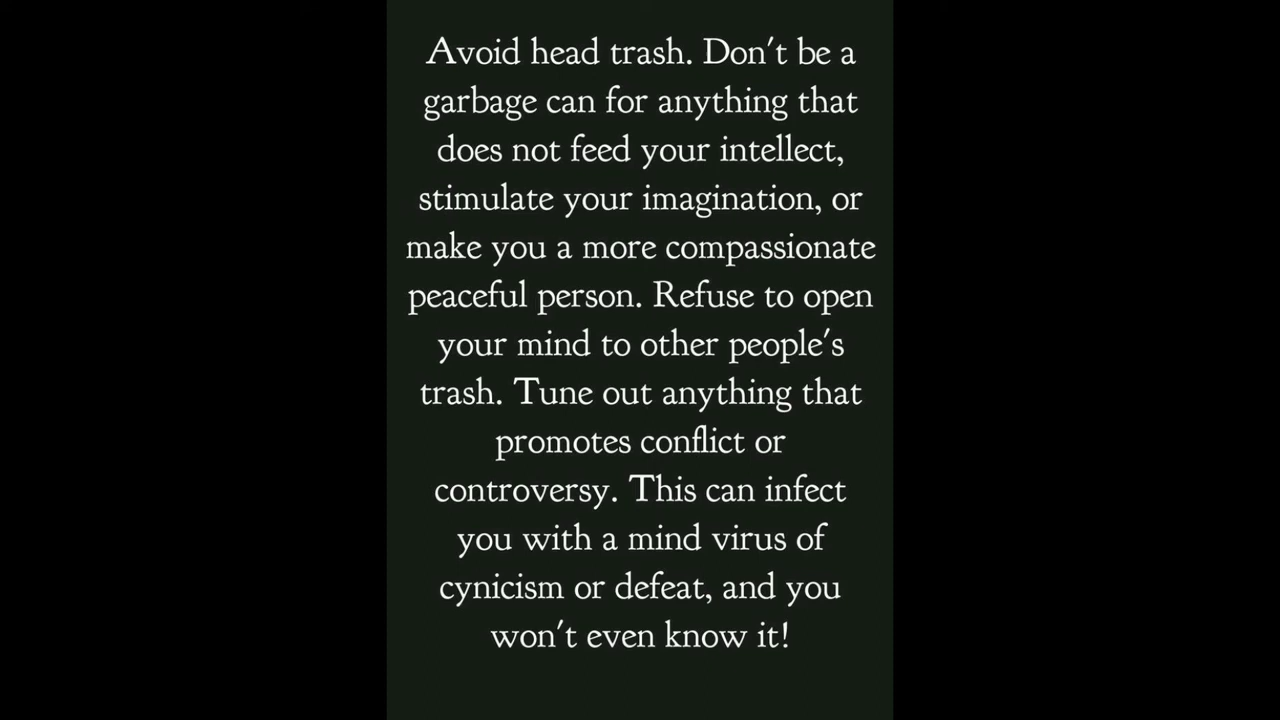 Avoid head trash. Don't be a
garbage can for anything that
does not feed your intellect,
stimulate your imagination, or
make you a more compassionate
peaceful person. Refuse to open
your mind to other people's
trash. Tune out anything that
promotes conflict or
controversy. This can infect
you with a mind virus of
cynicism or defeat, and you
won't even know it!